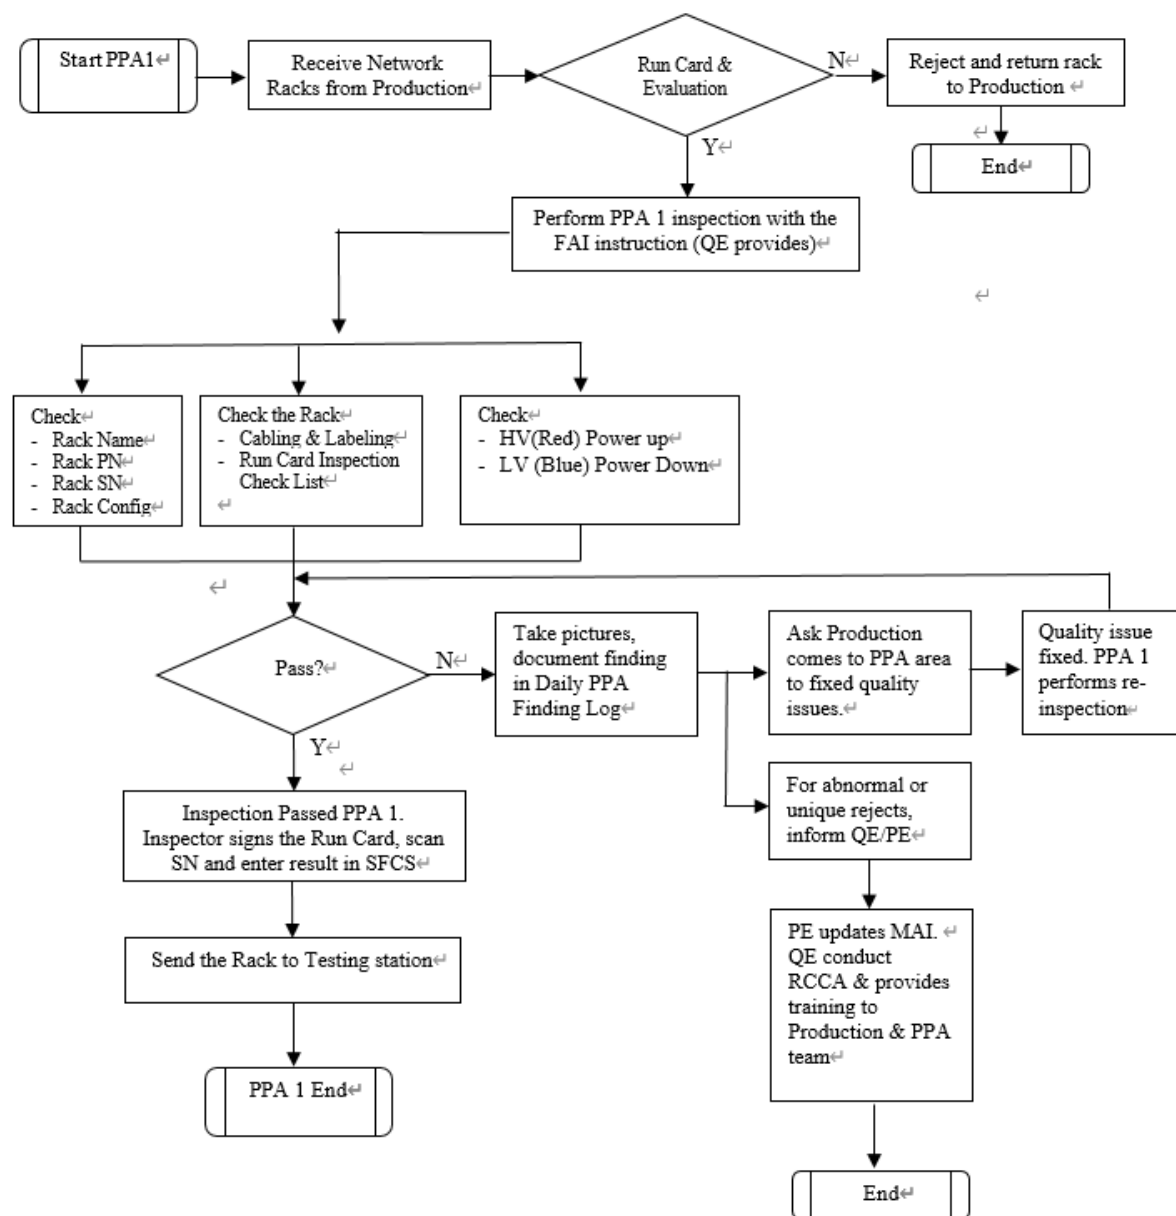 Start PPA1↵
Receive Network
Racks from Production↵
Run Card &
Evaluation
N↵
Reject and return rack
to Production ↵
↵
End↵
Y↵
Perform PPA 1 inspection with the
FAI instruction (QE provides)↵
↵
Check↵
- Rack Name↵
- Rack PN↵
- Rack SN↵
- Rack Config↵
Check the Rack↵
- Cabling & Labeling↵
- Run Card Inspection
Check List↵
↵
Check↵
- HV(Red) Power up↵
- LV (Blue) Power Down↵
↵
Pass?↵
N↵
Take pictures,
document finding
in Daily PPA
Finding Log↵
Ask Production
comes to PPA area
to fixed quality
issues.↵
Quality issue
fixed. PPA 1
performs re-
inspection↵
Y↵
↵
Inspection Passed PPA 1.
Inspector signs the Run Card, scan
SN and enter result in SFCS↵
For abnormal or
unique rejects,
inform QE/PE↵
Send the Rack to Testing station↵
PE updates MAI. ↵
QE conduct
RCCA & provides
training to
Production & PPA
team↵
PPA 1 End↵
End↵